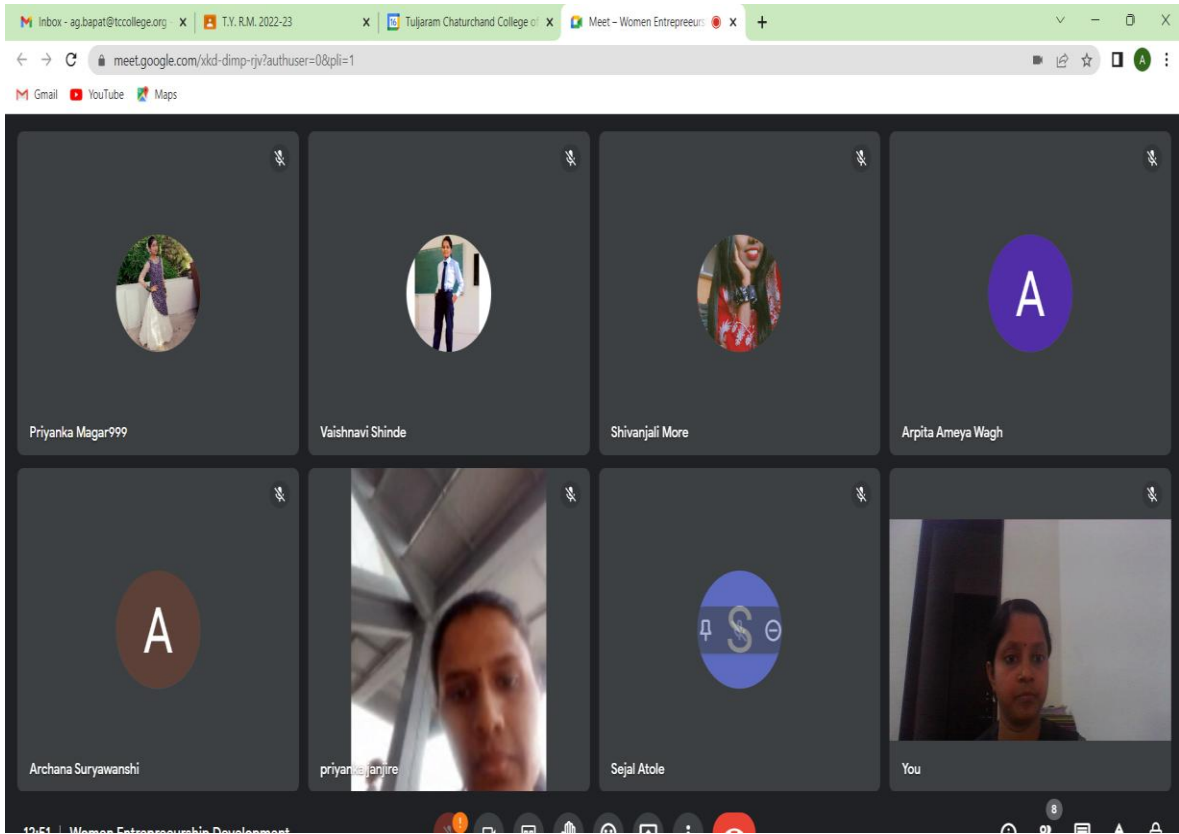 Inbox - ag.bapat@tccollege.org - T.Y. R.M. 2022-23 Tuljaram Chaturchand College of Meet – Women Entrepreeurs
meet.google.com/xkd-dimp-rjv?authuser=0&pli=1 A
Gmail YouTube Maps
A
Priyanka Magar999 Vaishnavi Shinde Shivanjali More Arpita Ameya Wagh
A S
Archana Suryawanshi priyanka janjire Sejal Atole You
8
12:51 | Women Entrepreneurship Development